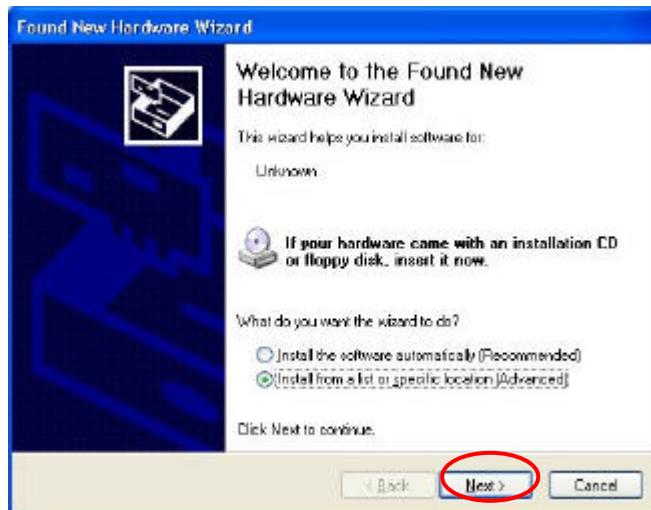 Found New Hardware Wizard
Welcome to the Found New
Hardware Wizard
This wizard helps you install software for:
Unknown
If your hardware came with an installation CD
or floppy disk, insert it now.
What do you want the wizard to do?
Install the software automatically (Recommended)
Install from a list or specific location (Advanced)
Click Next to continue.
< Back
Next >
Cancel